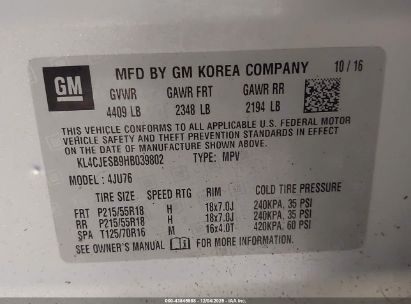 GM
MFD BY GM KOREA COMPANY
10/16
GVWR GAWR FRT GAWR RR
4409 LB 2348 LB 2194 LB
THIS VEHICLE CONFORMS TO ALL APPLICABLE U.S. FEDERAL MOTOR
VEHICLE SAFETY AND THEFT PREVENTION STANDARDS IN EFFECT
ON THE DATE OF MANUFACTURE SHOWN ABOVE
KL4CJESB9HB039802 TYPE: MPV
MODEL: 4JU76
TIRE SIZE SPEED RTG RIM COLD TIRE PRESSURE
FRT P215/55R18 H 18x7.0J 240KPA, 35 PSI
RR P215/55R18 H 18x7.0J 240KPA, 35 PSI
SPA T125/70R16 M 16x4.0T 420KPA, 60 PSI
SEE OWNER'S MANUAL FOR ADDITIONAL INFORMATION